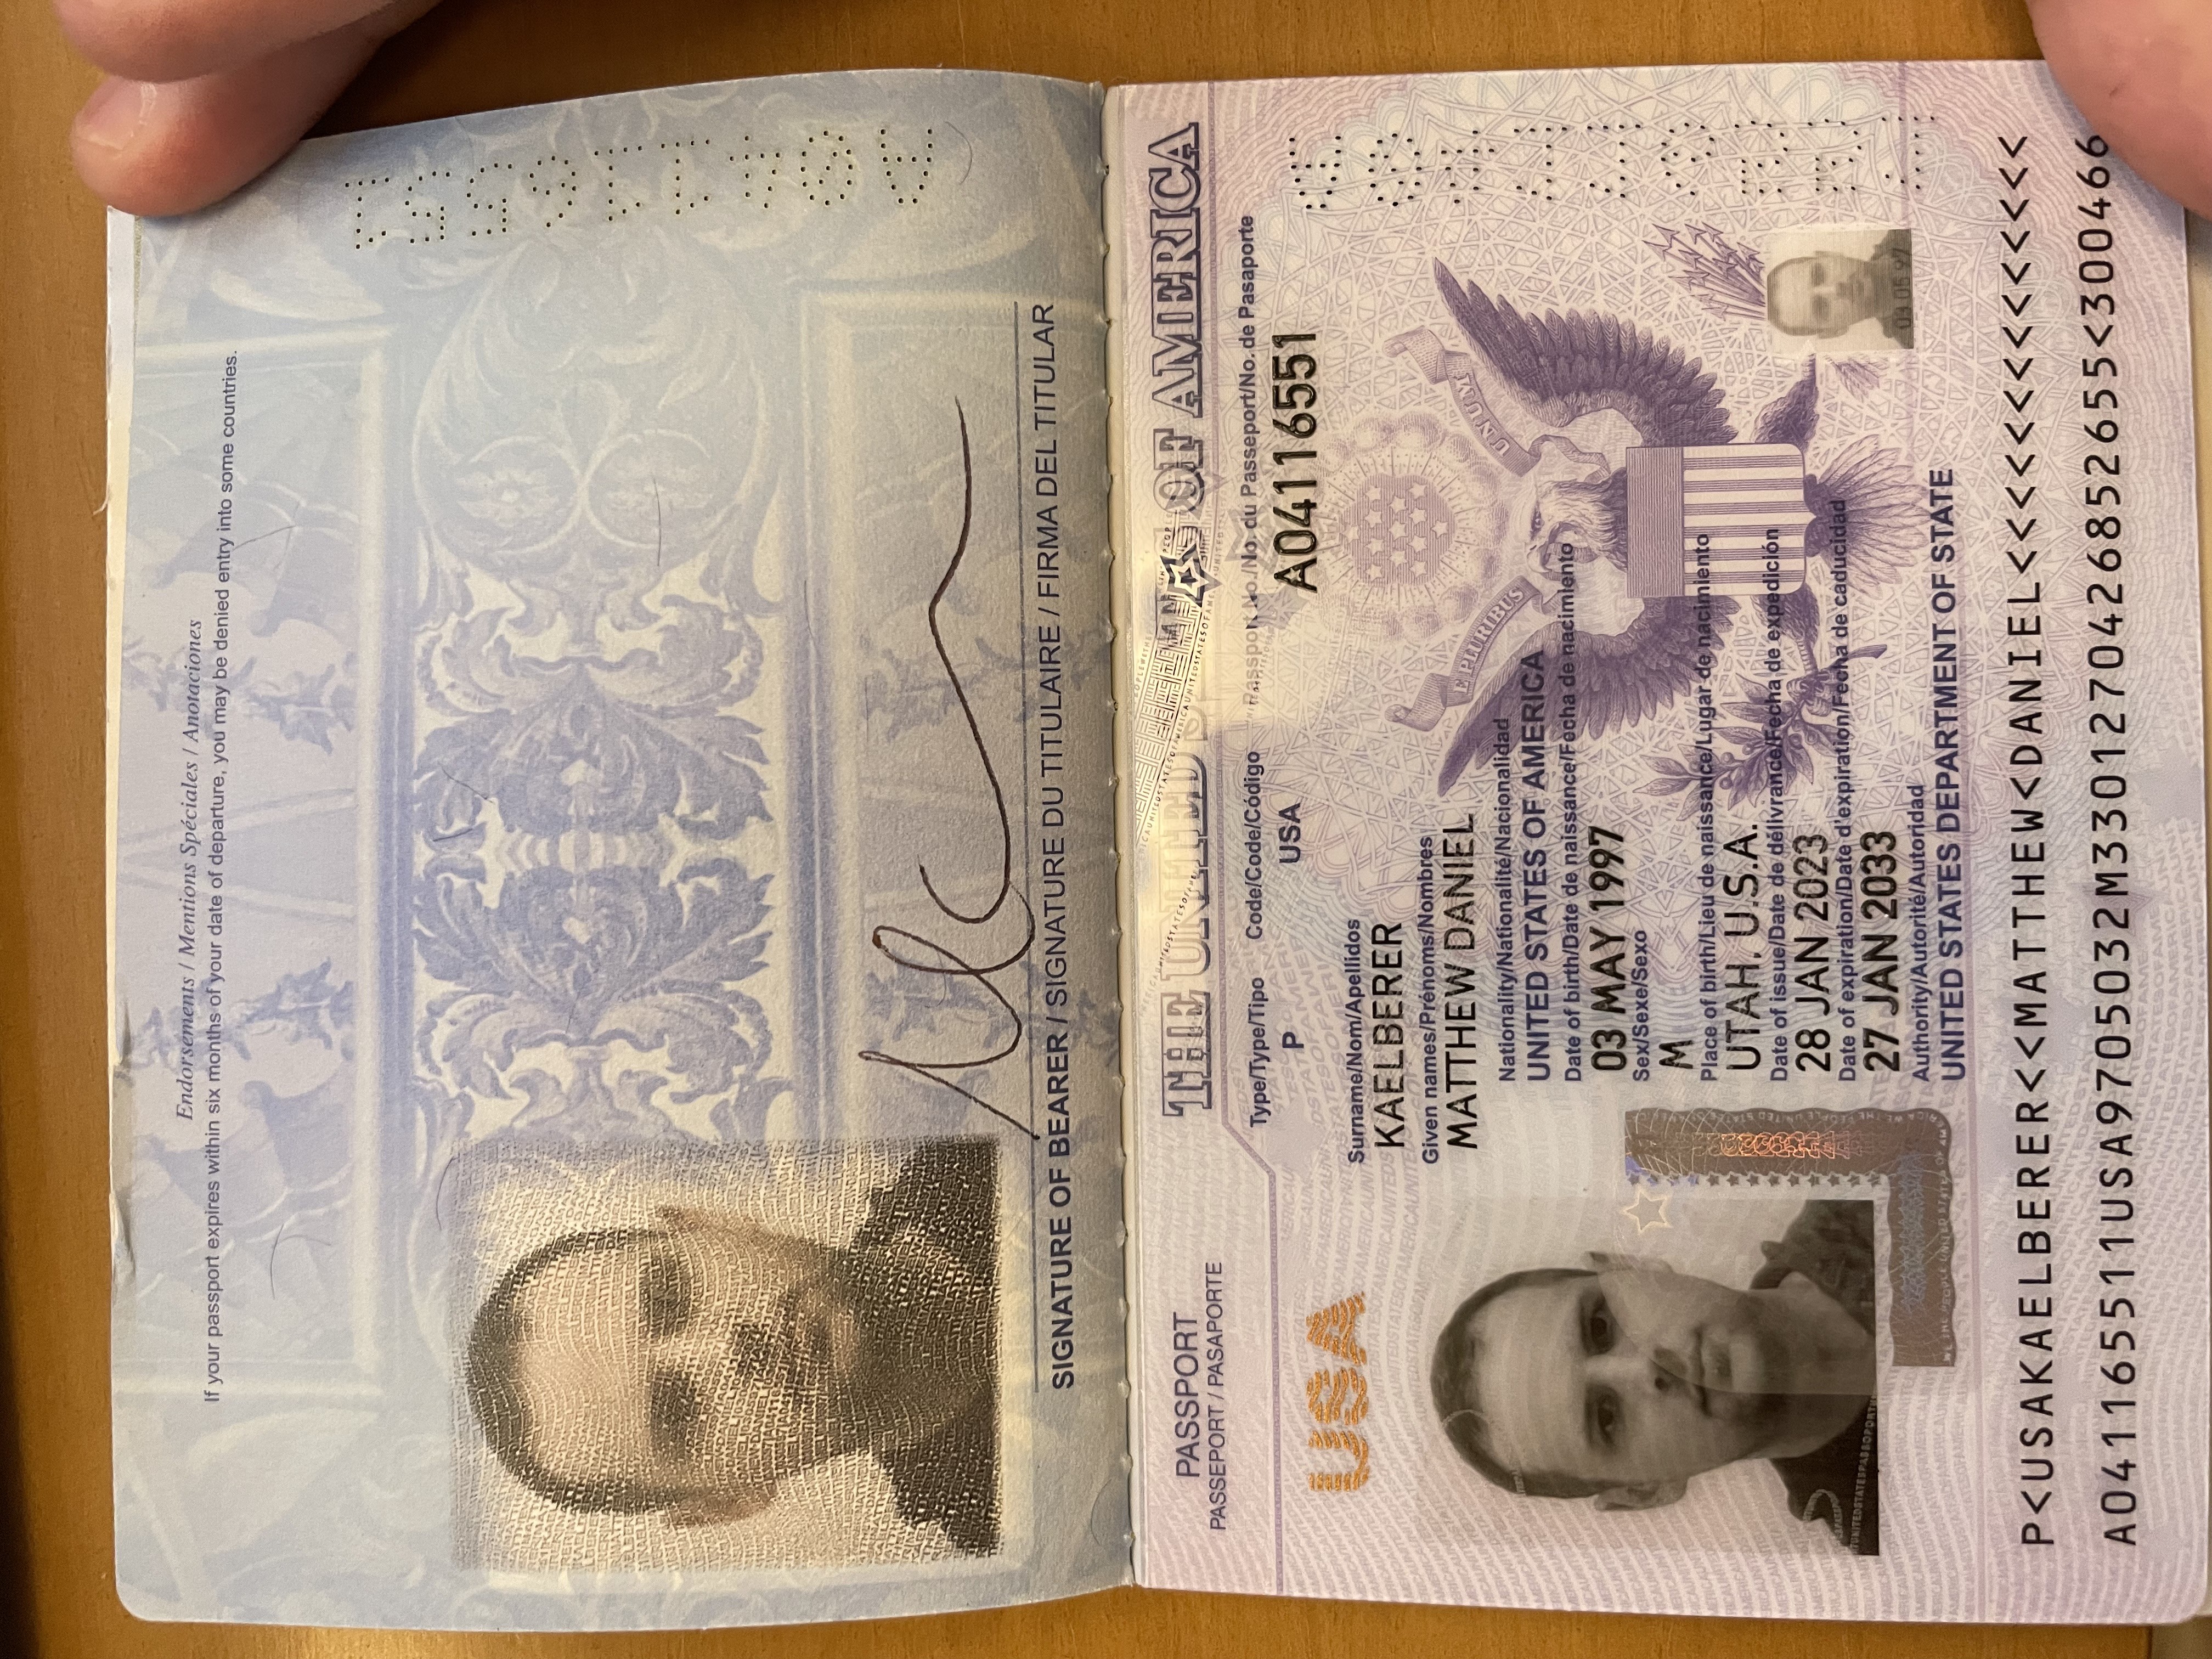 Endorsements / Mentions Spéciales / Anotaciones
If your passport expires within six months of your date of departure, you may be denied entry into some countries.
A04116551
SIGNATURE OF BEARER / SIGNATURE DU TITULAIRE / FIRMA DEL TITULAR
THE UNITED STATES OF AMERICA
PASSPORT
PASSEPORT / PASAPORTE
USA
Type/Type/Tipo Code/Code/Código Passport No./No. du Passeport/No. de Pasaporte
P USA A04116551
Surname/Nom/Apellidos
KAELBERER
Given names/Prénoms/Nombres
MATTHEW DANIEL
Nationality/Nationalité/Nacionalidad
UNITED STATES OF AMERICA
Date of birth/Date de naissance/Fecha de nacimiento
03 MAY 1997
Sex/Sexe/Sexo
M
Place of birth/Lieu de naissance/Lugar de nacimiento
UTAH, U.S.A.
Date of issue/Date de délivrance/Fecha de expedición
28 JAN 2023
Date of expiration/Date d'expiration/Fecha de caducidad
27 JAN 2033
Authority/Autorité/Autoridad
UNITED STATES DEPARTMENT OF STATE
E PLURIBUS UNUM
P<USAKAELBERER<<MATTHEW<DANIEL<<<<<<<<<<<<<<
A041165511USA9705032M3301270426852655<300466